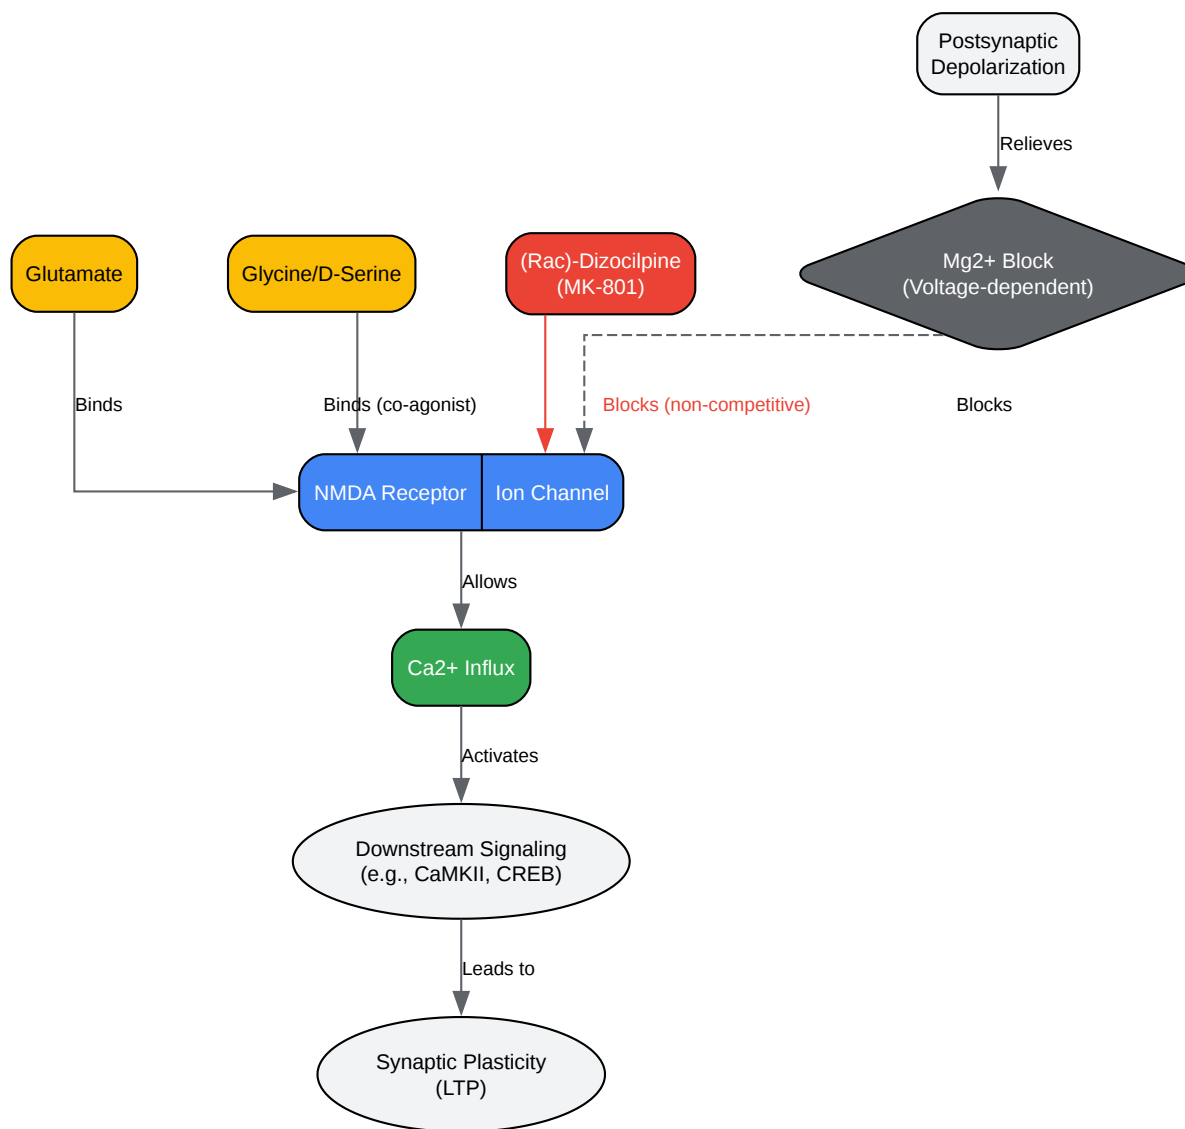 Postsynaptic
Depolarization
Relieves
Mg2+ Block
(Voltage-dependent)
Glutamate
Glycine/D-Serine
(Rac)-Dizocilpine
(MK-801)
Binds
Binds (co-agonist)
Blocks (non-competitive)
Blocks
NMDA Receptor
Ion Channel
Allows
Ca2+ Influx
Activates
Downstream Signaling
(e.g., CaMKII, CREB)
Leads to
Synaptic Plasticity
(LTP)